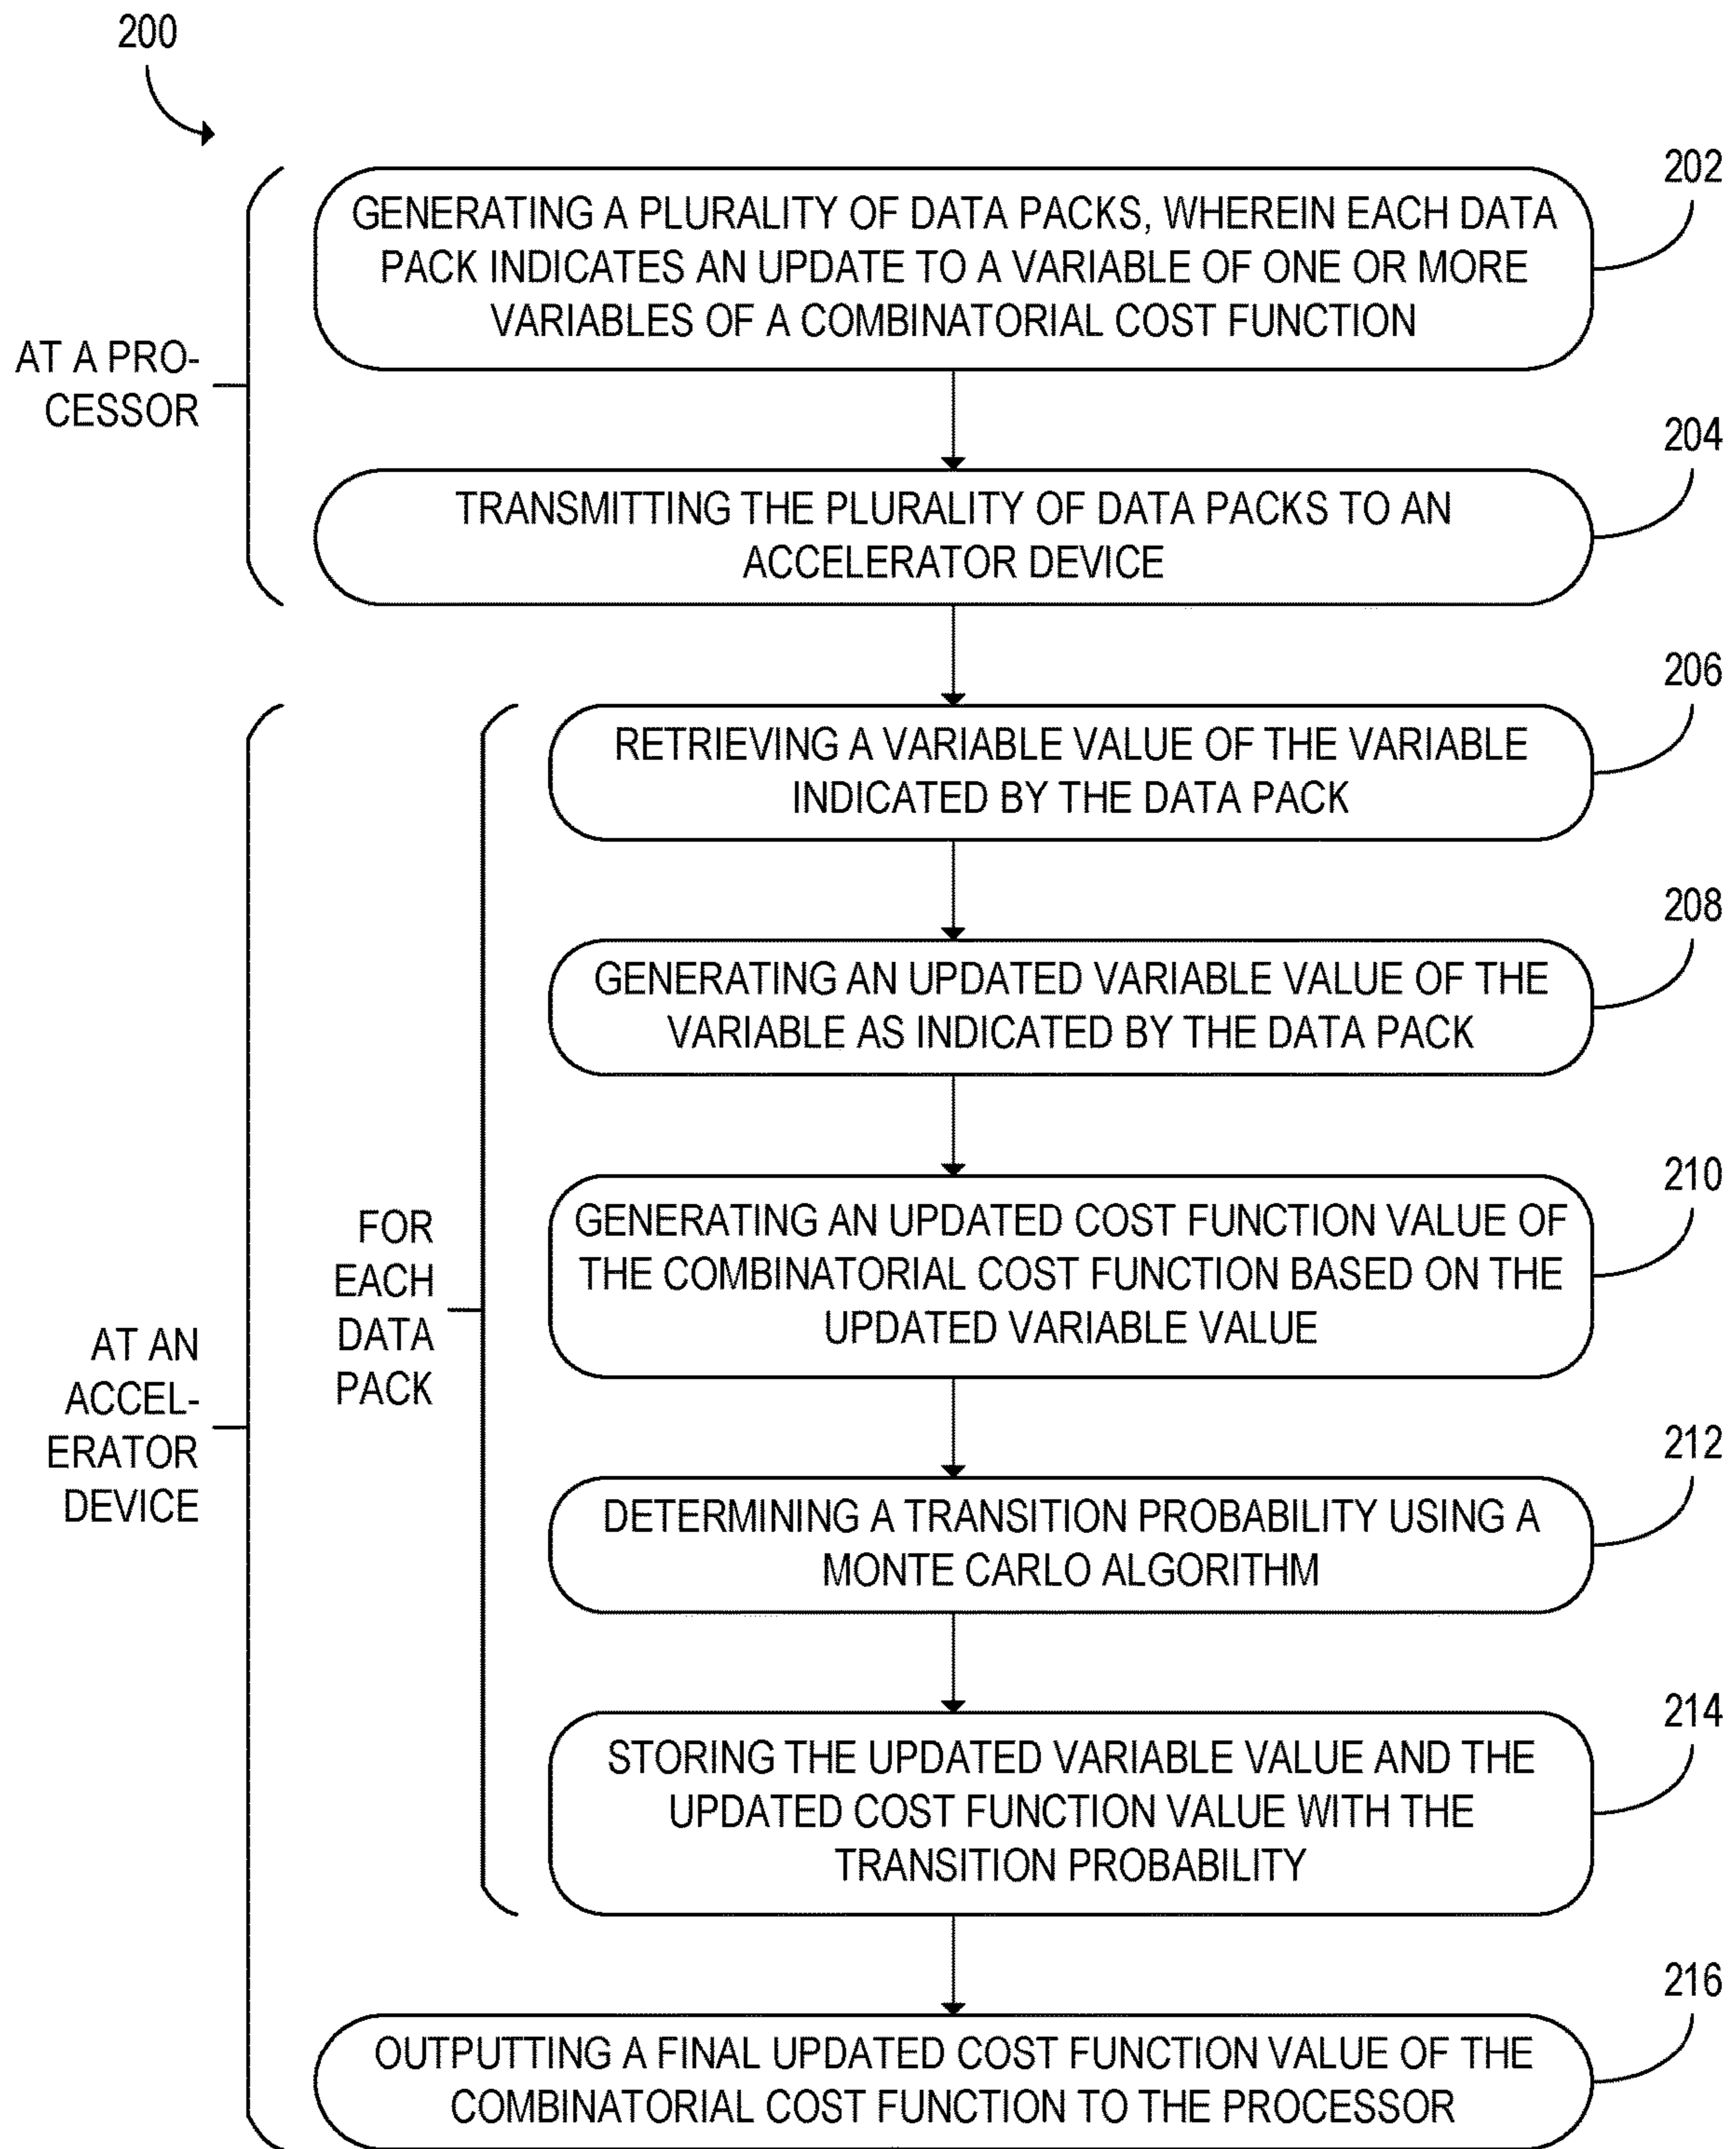 200
202
GENERATING A PLURALITY OF DATA PACKS, WHEREIN EACH DATA
PACK INDICATES AN UPDATE TO A VARIABLE OF ONE OR MORE
VARIABLES OF A COMBINATORIAL COST FUNCTION
AT A PRO-
CESSOR
204
TRANSMITTING THE PLURALITY OF DATA PACKS TO AN
ACCELERATOR DEVICE
206
RETRIEVING A VARIABLE VALUE OF THE VARIABLE
INDICATED BY THE DATA PACK
208
GENERATING AN UPDATED VARIABLE VALUE OF THE
VARIABLE AS INDICATED BY THE DATA PACK
210
GENERATING AN UPDATED COST FUNCTION VALUE OF
THE COMBINATORIAL COST FUNCTION BASED ON THE
UPDATED VARIABLE VALUE
FOR
EACH
DATA
PACK
AT AN
ACCEL-
ERATOR
DEVICE
212
DETERMINING A TRANSITION PROBABILITY USING A
MONTE CARLO ALGORITHM
214
STORING THE UPDATED VARIABLE VALUE AND THE
UPDATED COST FUNCTION VALUE WITH THE
TRANSITION PROBABILITY
216
OUTPUTTING A FINAL UPDATED COST FUNCTION VALUE OF THE
COMBINATORIAL COST FUNCTION TO THE PROCESSOR